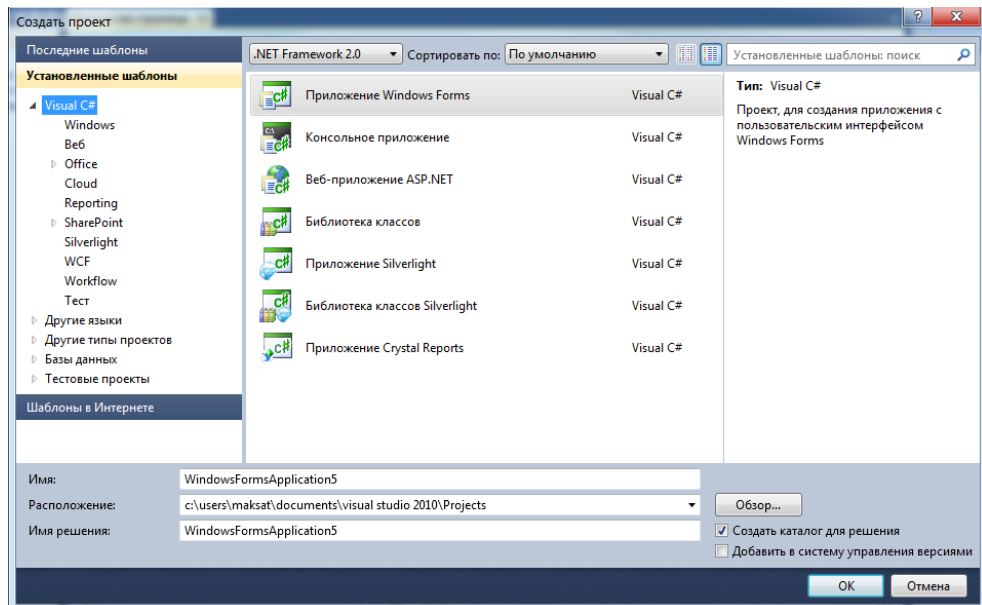 Создать проект
Последние шаблоны
.NET Framework 2.0
Сортировать по:
По умолчанию
Установленные шаблоны: поиск
Установленные шаблоны
Visual C#
Windows
Веб
Office
Cloud
Reporting
SharePoint
Silverlight
WCF
Workflow
Тест
Другие языки
Другие типы проектов
Базы данных
Тестовые проекты
Шаблоны в Интернете
Приложение Windows Forms Visual C#
Консольное приложение Visual C#
Веб-приложение ASP.NET Visual C#
Библиотека классов Visual C#
Приложение Silverlight Visual C#
Библиотека классов Silverlight Visual C#
Приложение Crystal Reports Visual C#
Тип: Visual C#
Проект, для создания приложения с
пользовательским интерфейсом
Windows Forms
Имя: WindowsFormsApplication5
Расположение: c:\users\maksat\documents\visual studio 2010\Projects
Обзор...
Имя решения: WindowsFormsApplication5
Создать каталог для решения
Добавить в систему управления версиями
OK
Отмена